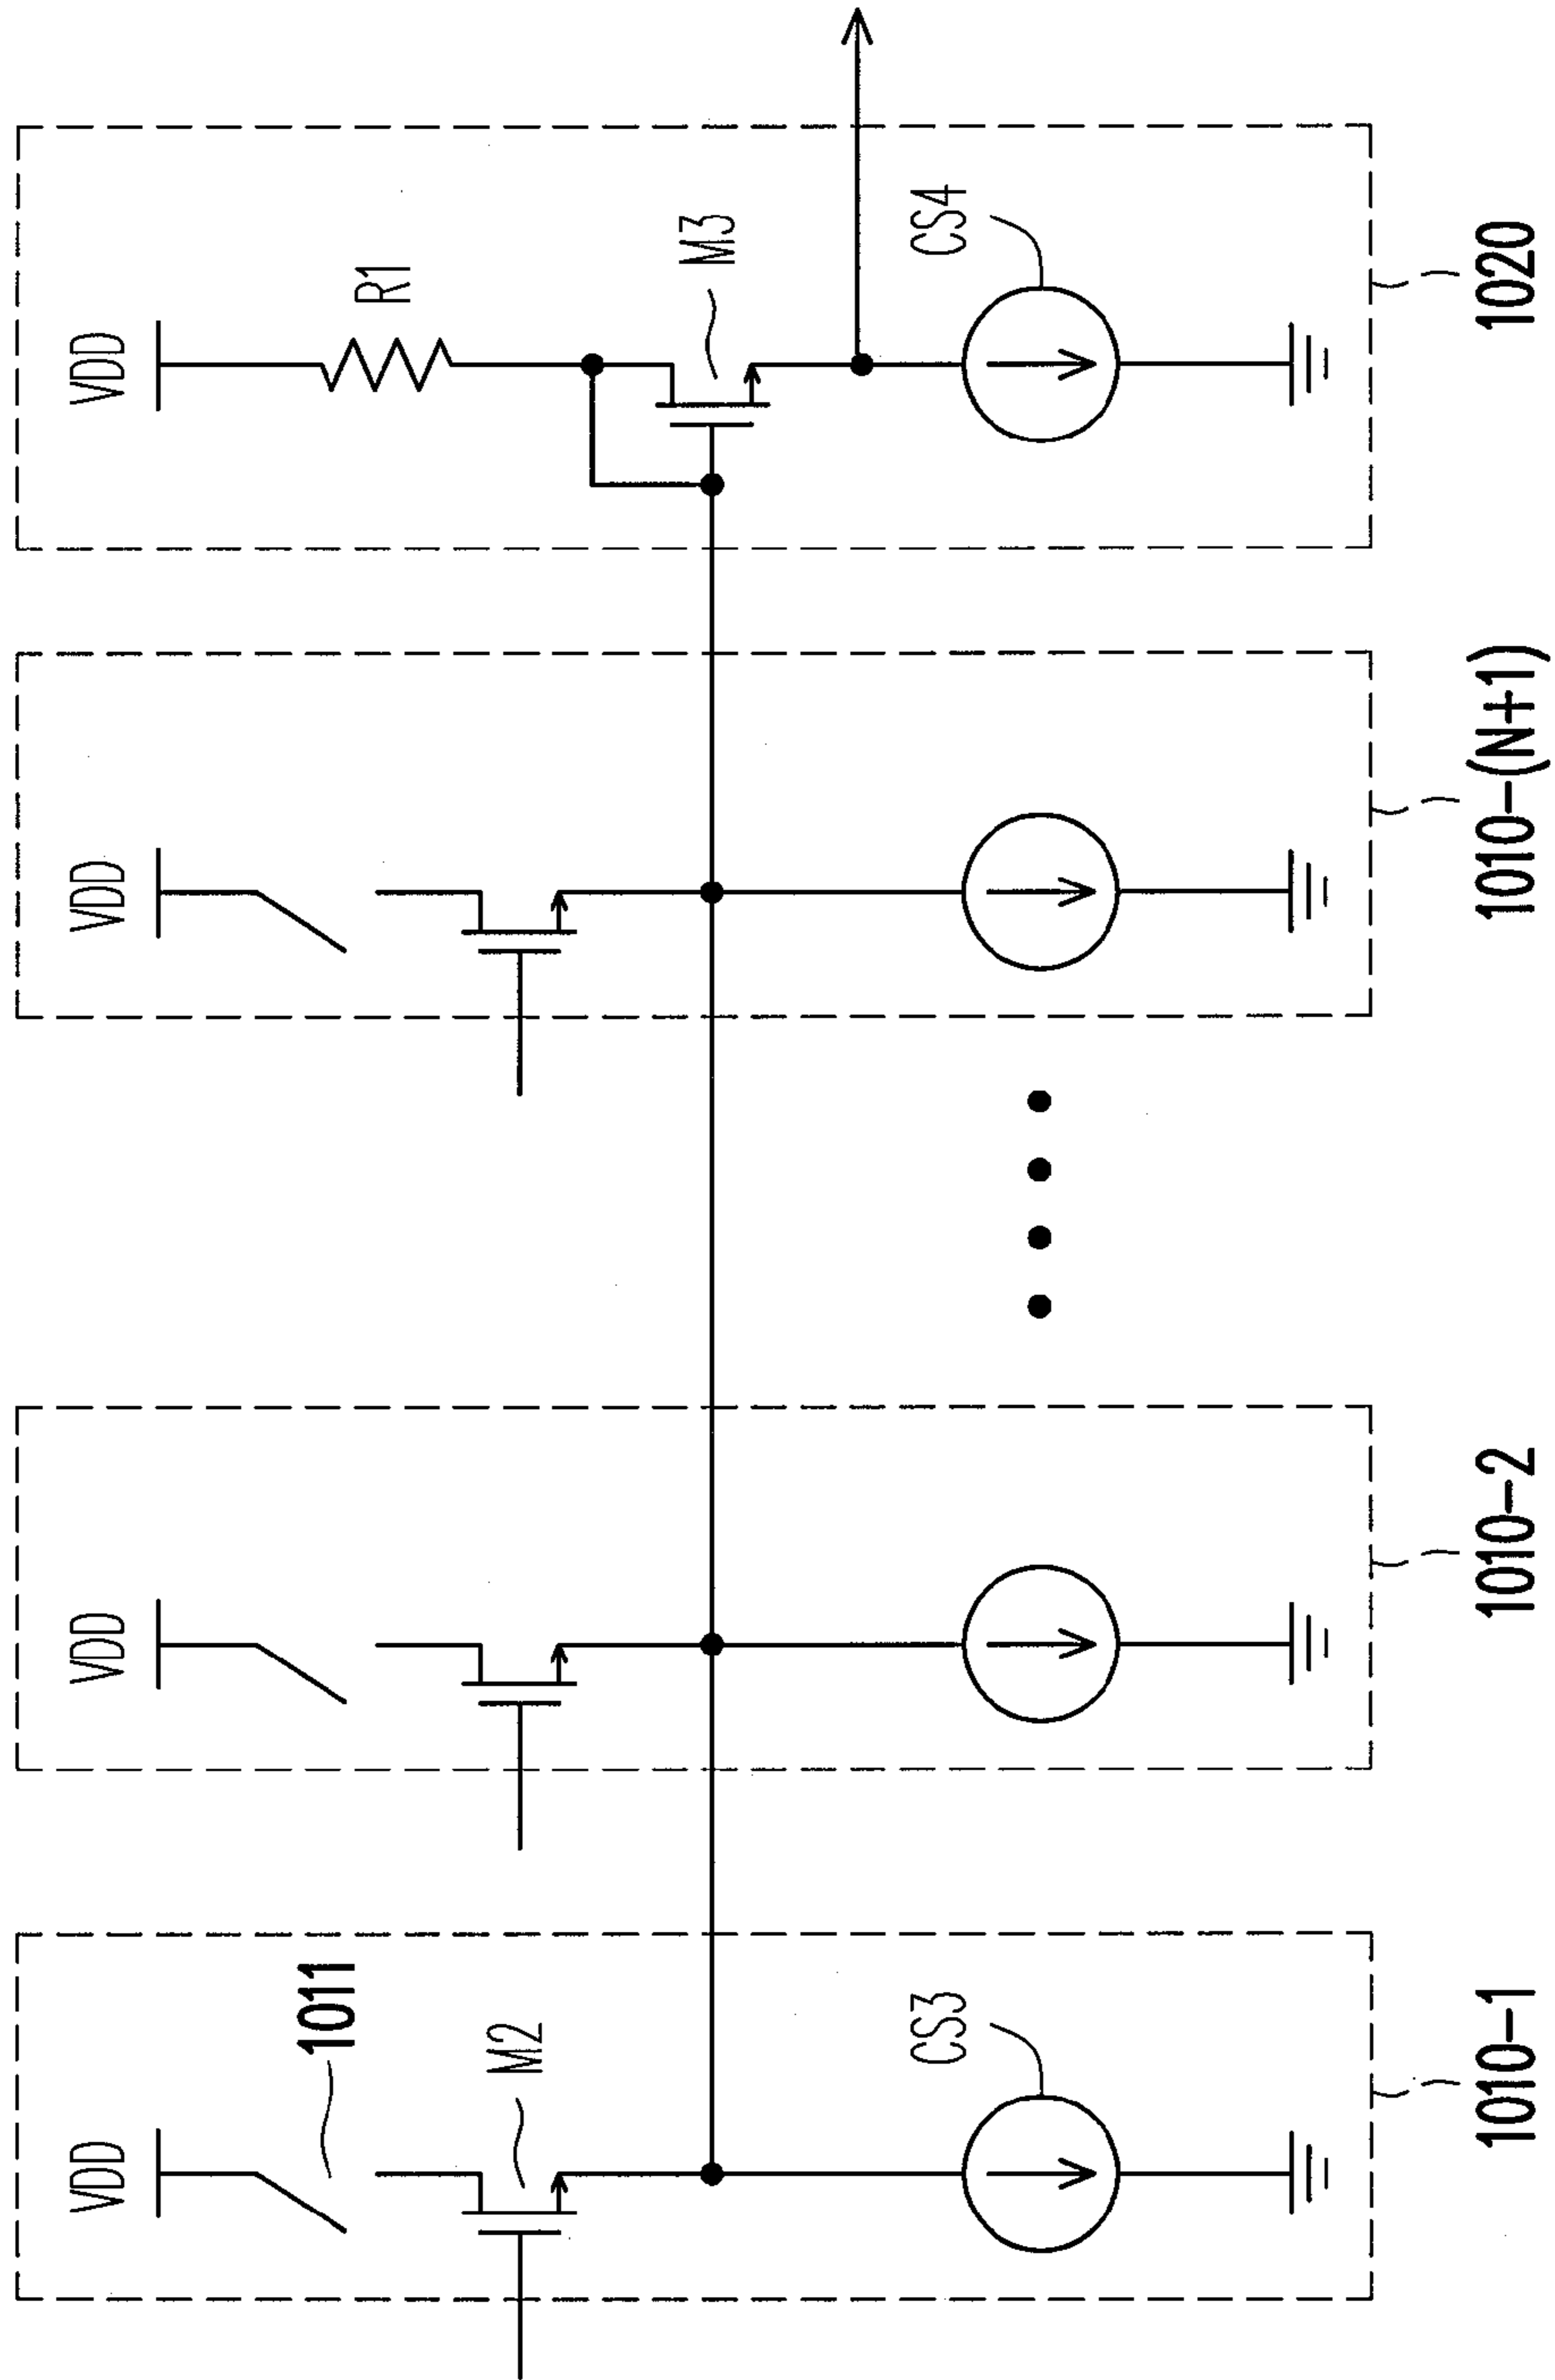 VDD
VDD
VDD
VDD
1011
R1
M2
M3
CS3
CS4
1010-1
1010-2
1010-(N+1)
1020